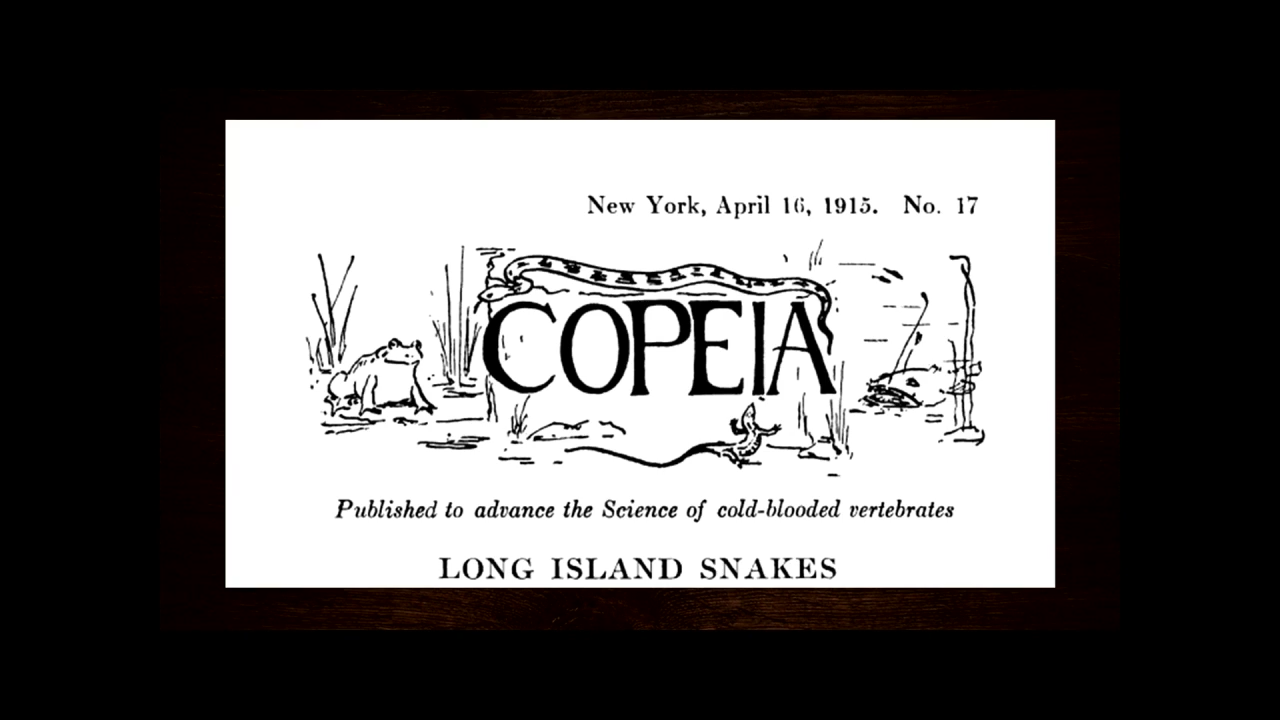 New York, April 16, 1915. No. 17
COPEIA
Published to advance the Science of cold-blooded vertebrates
LONG ISLAND SNAKES